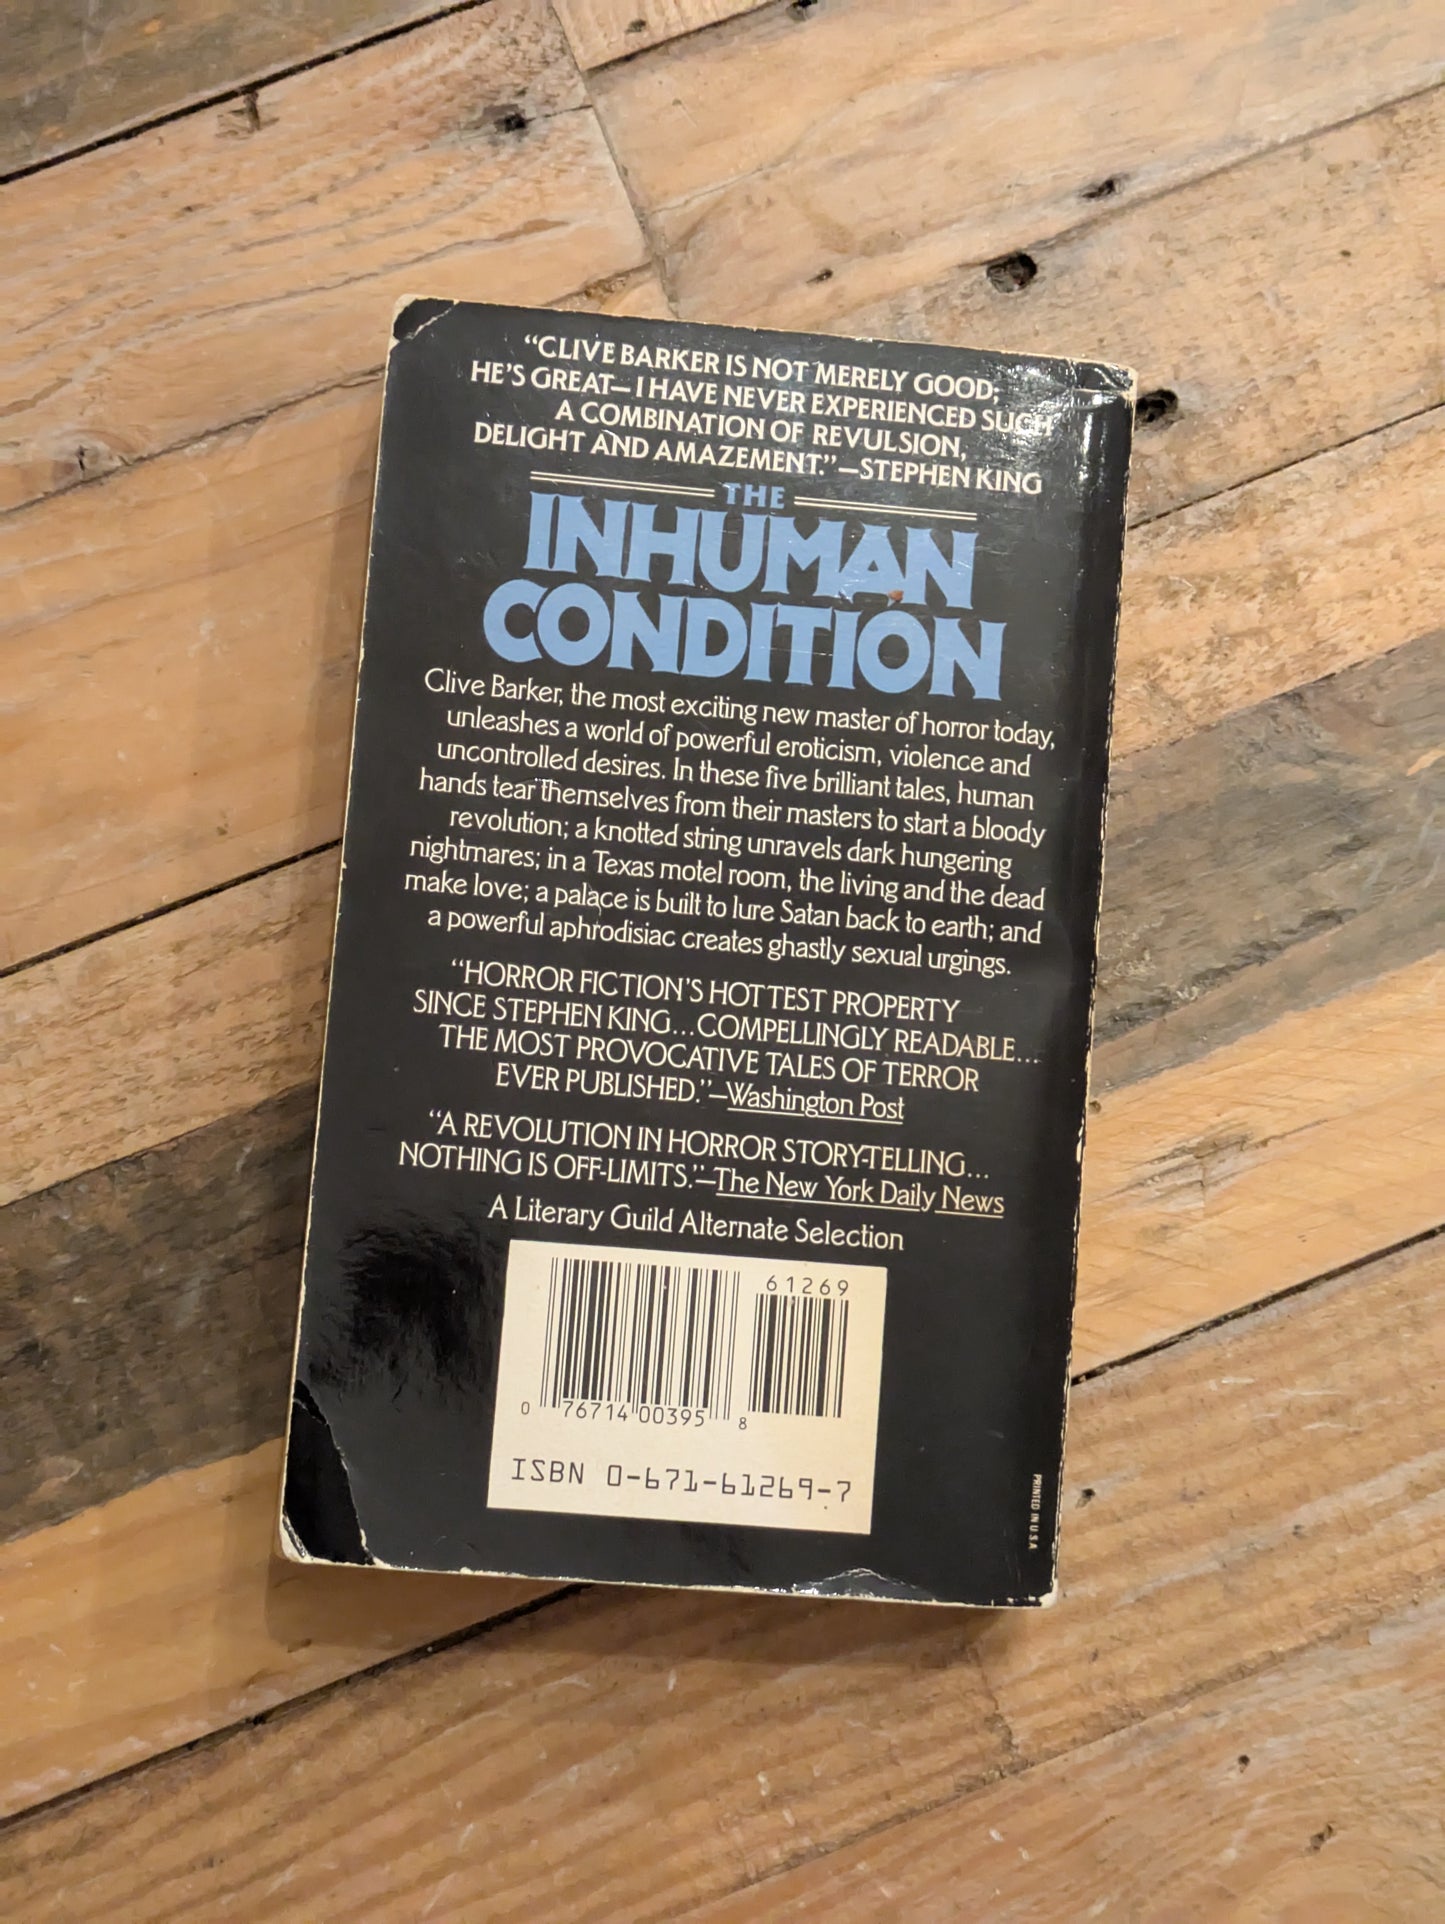 “CLIVE BARKER IS NOT MERELY GOOD;
HE’S GREAT—I HAVE NEVER EXPERIENCED SUCH
A COMBINATION OF REVULSION,
DELIGHT AND AMAZEMENT.”—STEPHEN KING
THE
INHUMAN
CONDITION
Clive Barker, the most exciting new master of horror today,
unleashes a world of powerful eroticism, violence and
uncontrolled desires. In these five brilliant tales, human
hands tear themselves from their masters to start a bloody
revolution; a knotted string unravels dark hungering
nightmares; in a Texas motel room, the living and the dead
make love; a palace is built to lure Satan back to earth; and
a powerful aphrodisiac creates ghastly sexual urgings.
“HORROR FICTION’S HOTTEST PROPERTY
SINCE STEPHEN KING...COMPELLINGLY READABLE...
THE MOST PROVOCATIVE TALES OF TERROR
EVER PUBLISHED.”—Washington Post
“A REVOLUTION IN HORROR STORY-TELLING...
NOTHING IS OFF-LIMITS.”—The New York Daily News
A Literary Guild Alternate Selection
61269
0 76714 00395 8
ISBN 0-671-61269-7
PRINTED IN U.S.A.